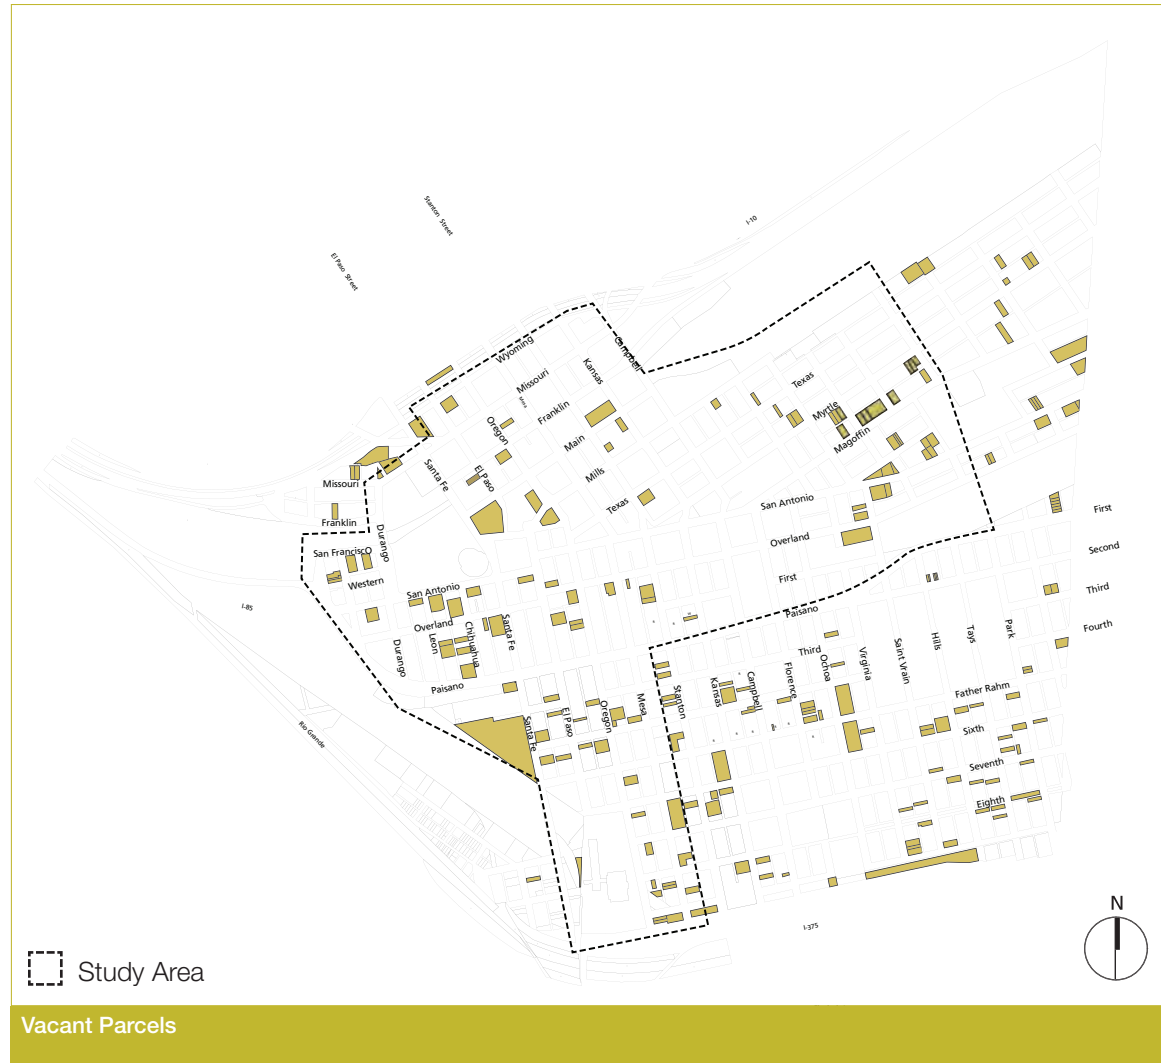 Stanton Street
I-10
El Paso Street
Wyoming
Campbell
Missouri
Kansas
Mesa
Franklin
Oregon
Main
Texas
Myrtle
Magoffin
Santa Fe
El Paso
Mills
Texas
Missouri
San Antonio
Franklin
First
Durango
Overland
San Francisco
Second
Western
First
Third
San Antonio
I-85
Paisano
Fourth
Overland
Santa Fe
Chihuahua
Leon
Durango
Third
Ochoa
Virginia
Saint Vrain
Hills
Tays
Park
Paisano
Florence
Campbell
Kansas
Stanton
Mesa
Oregon
El Paso
Santa Fe
Father Rahm
Rio Grande
Sixth
Seventh
Eighth
I-375
N
Study Area
Vacant Parcels